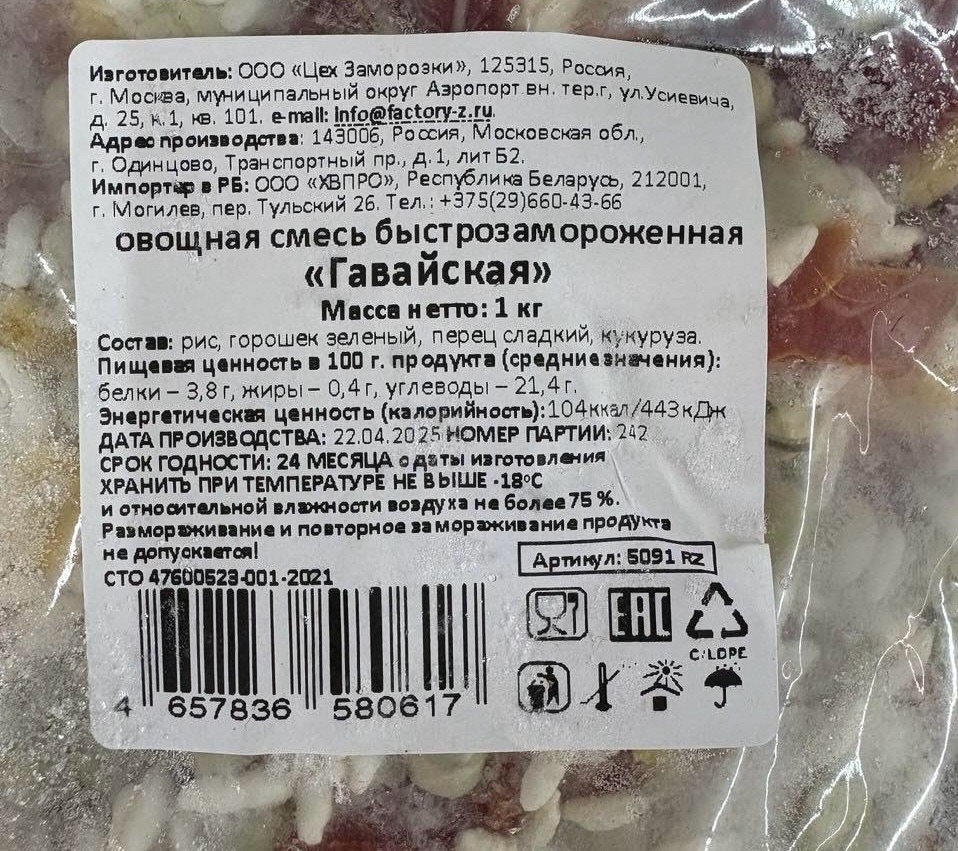 Изготовитель: ООО «Цех Заморозки», 125315, Россия,
г. Москва, муниципальный округ Аэропорт вн. тер.г, ул.Усиевича,
д. 25, к.1, кв. 101. e-mail: Info@factory-z.ru.
Адрес производства: 143006, Россия, Московская обл.,
г. Одинцово, Транспортный пр., д.1, лит Б2.
Импортёр в РБ: ООО «ХВПРО», Республика Беларусь, 212001,
г. Могилев, пер. Тульский 26. Тел.: +375(29)660-43-66
овощная смесь быстрозамороженная
«Гавайская»
Масса нетто: 1 кг
Состав: рис, горошек зеленый, перец сладкий, кукуруза.
Пищевая ценность в 100 г. продукта (средние значения):
белки – 3,8 г, жиры – 0,4 г, углеводы – 21,4 г.
Энергетическая ценность (калорийность): 104ккал/443кДж
ДАТА ПРОИЗВОДСТВА: 22.04.2025 НОМЕР ПАРТИИ: 242
СРОК ГОДНОСТИ: 24 МЕСЯЦА с даты изготовления
ХРАНИТЬ ПРИ ТЕМПЕРАТУРЕ НЕ ВЫШЕ -18°С
и относительной влажности воздуха не более 75 %.
Размораживание и повторное замораживание продукта
не допускается!
Артикул: 5091 RZ
СТО 47600523-001-2021
EAC
C/LDPE
4 657836 580617